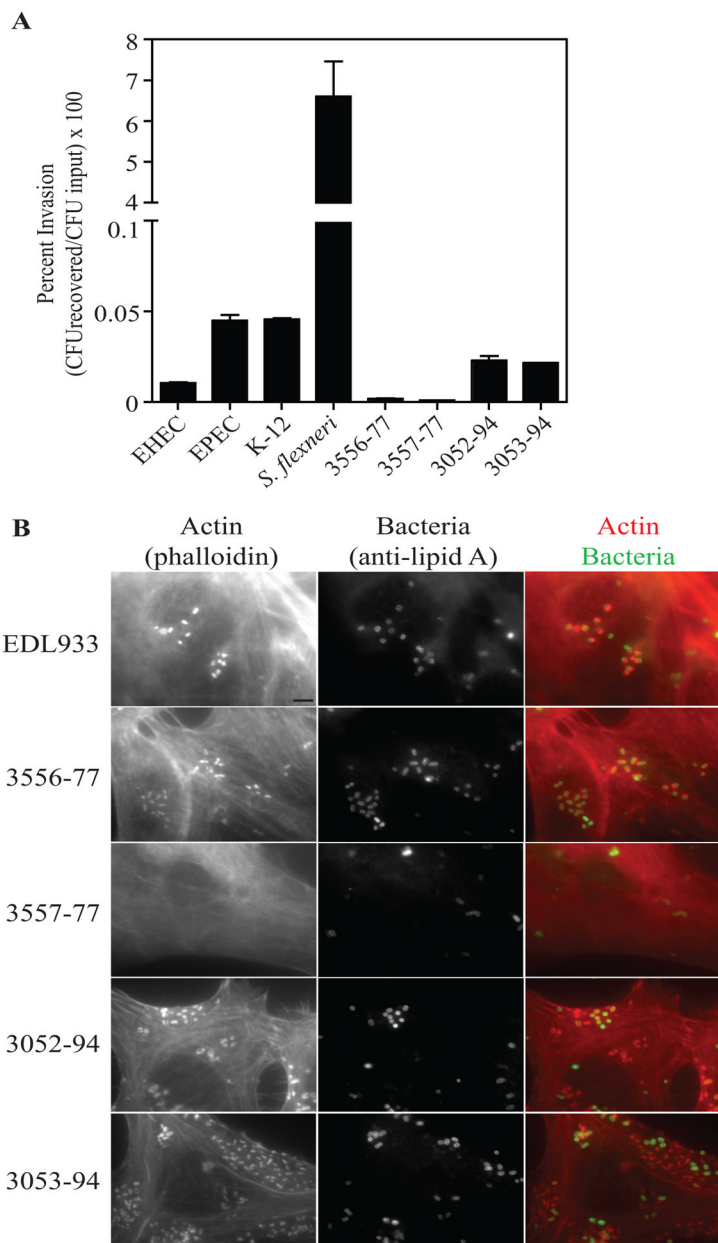 A
Percent Invasion
(CFUrecovered/CFU input) x 100
8
7
6
5
4
0.1
0.05
0
EHEC
EPEC
K-12
S. flexneri
3556-77
3557-77
3052-94
3053-94
B
Actin
(phalloidin)
Bacteria
(anti-lipid A)
Actin
Bacteria
EDL933
3556-77
3557-77
3052-94
3053-94